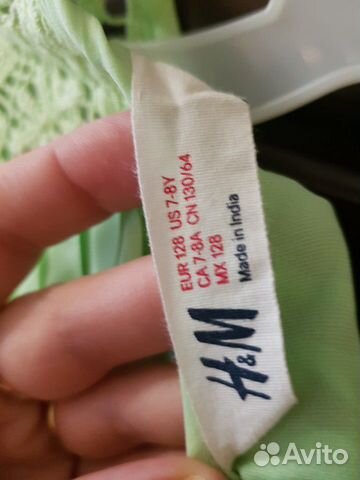 EUR 128 US 7-8Y
CA 7-8A CN 130/64
MX 128
Made in India
H&M
Avito